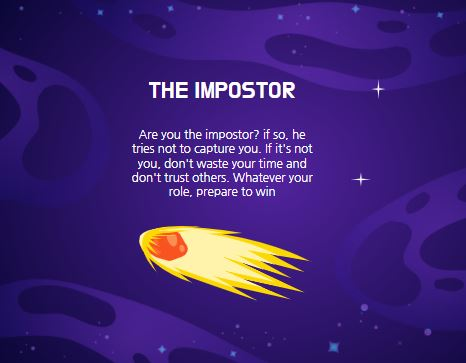 THE IMPOSTOR
Are you the impostor? if so, he
tries not to capture you. If it's not
you, don't waste your time and
don't trust others. Whatever your
role, prepare to win